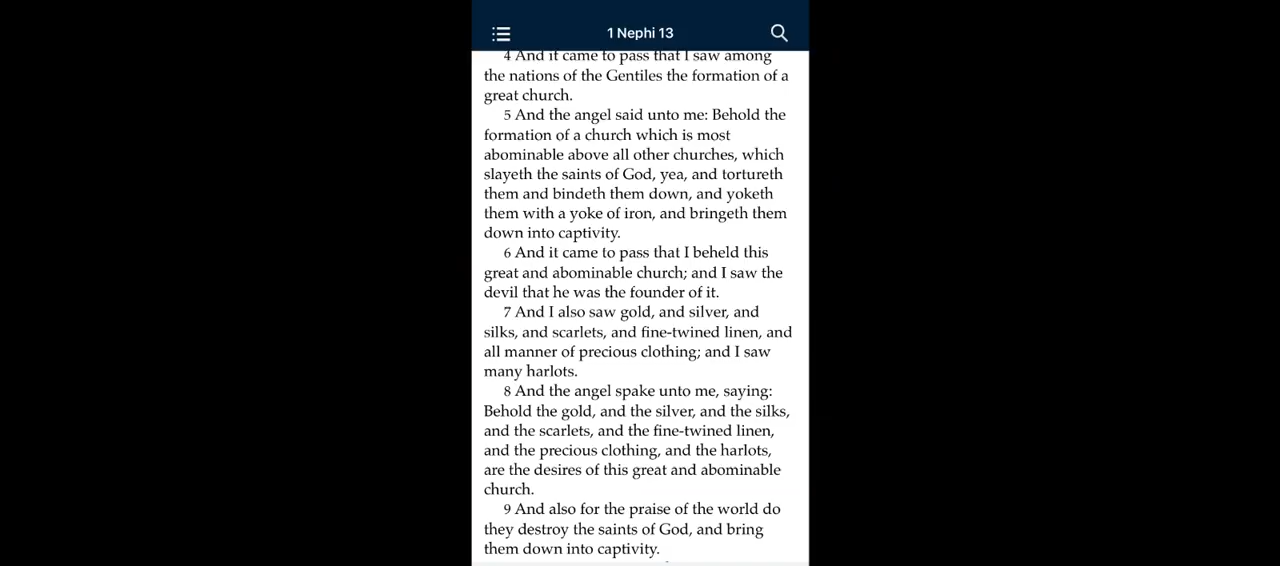 1 Nephi 13
4 And it came to pass that I saw among
the nations of the Gentiles the formation of a
great church.
5 And the angel said unto me: Behold the
formation of a church which is most
abominable above all other churches, which
slayeth the saints of God, yea, and tortureth
them and bindeth them down, and yoketh
them with a yoke of iron, and bringeth them
down into captivity.
6 And it came to pass that I beheld this
great and abominable church; and I saw the
devil that he was the founder of it.
7 And I also saw gold, and silver, and
silks, and scarlets, and fine-twined linen, and
all manner of precious clothing; and I saw
many harlots.
8 And the angel spake unto me, saying:
Behold the gold, and the silver, and the silks,
and the scarlets, and the fine-twined linen,
and the precious clothing, and the harlots,
are the desires of this great and abominable
church.
9 And also for the praise of the world do
they destroy the saints of God, and bring
them down into captivity.